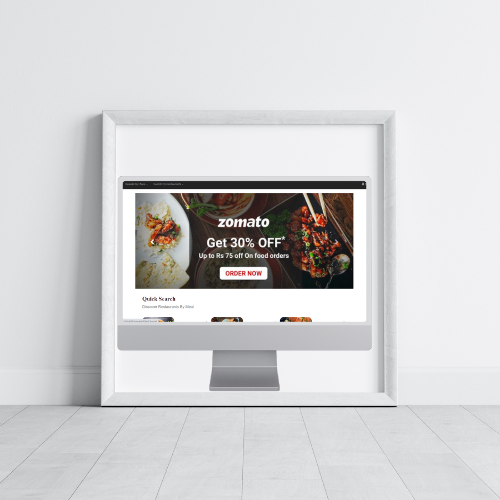 zomato
Get 30% OFF*
Up to Rs 75 off On food orders
ORDER NOW
Quick Search
Discover Restaurants By Meal